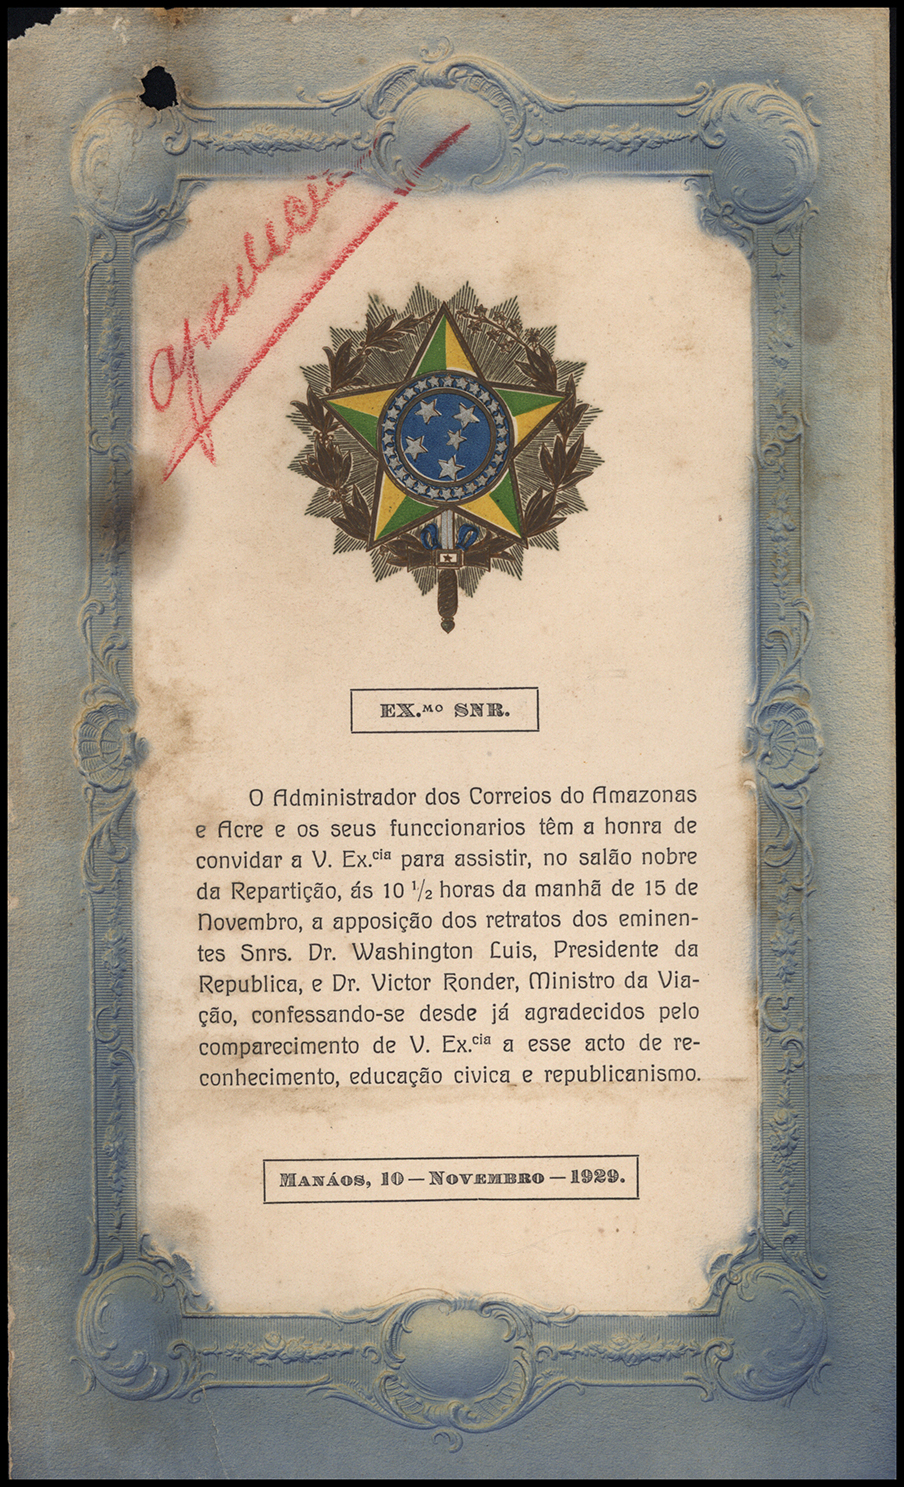 EX.MO SNR.
O Administrador dos Correios do Amazonas
e Acre e os seus funccionarios têm a honra de
convidar a V. Ex.cia para assistir, no salão nobre
da Repartição, ás 10 1/2 horas da manhã de 15 de
Novembro, a apposição dos retratos dos eminen-
tes Snrs. Dr. Washington Luis, Presidente da
Republica, e Dr. Victor Konder, Ministro da Via-
ção, confessando-se desde já agradecidos pelo
comparecimento de V. Ex.cia a esse acto de re-
conhecimento, educação civica e republicanismo.
MANÁOS, 10 — NOVEMBRO — 1929.